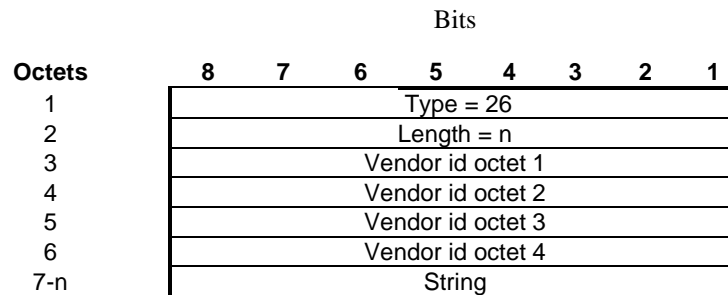 Bits
Octets 8 7 6 5 4 3 2 1
1 Type = 26
2 Length = n
3 Vendor id octet 1
4 Vendor id octet 2
5 Vendor id octet 3
6 Vendor id octet 4
7-n String